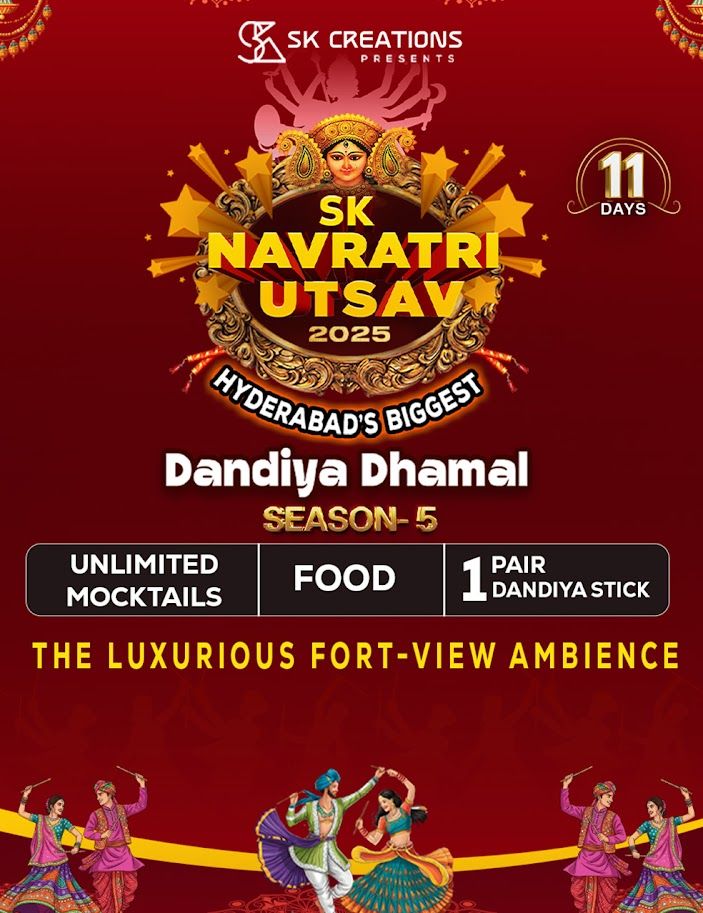 SK CREATIONS
PRESENTS
11
DAYS
SK
NAVRATRI
UTSAV
2025
HYDERABAD'S BIGGEST
Dandiya Dhamal
SEASON- 5
UNLIMITED
MOCKTAILS
FOOD
1 PAIR
DANDIYA STICK
THE LUXURIOUS FORT-VIEW AMBIENCE